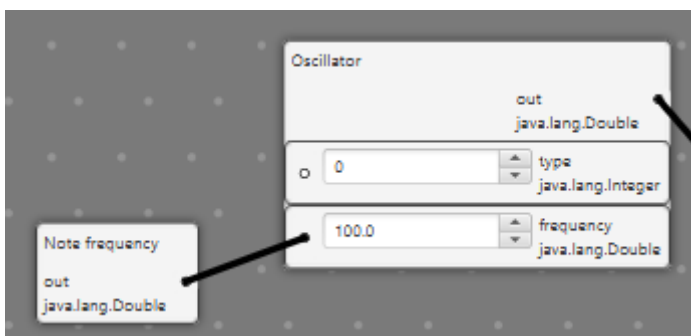 Oscillator
out
java.lang.Double
0
type
java.lang.Integer
100.0
frequency
java.lang.Double
Note frequency
out
java.lang.Double